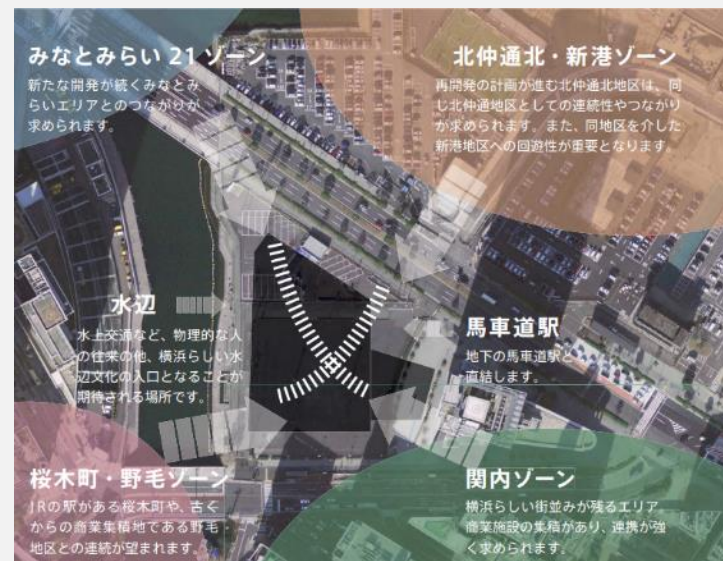 みなとみらい 21 ゾーン
新たな開発が続くみなとみ
らいエリアとのつながりが
求められます。
北仲通北・新港ゾーン
再開発の計画が進む北仲通北地区は、同
じ北仲通地区としての連続性やつながり
が求められます。また、同地区を介した
新港地区への回遊性が重要となります。
水辺
水上交通など、物理的な人
の往来の他、横浜らしい水
辺文化の入口となることが
期待される場所です。
馬車道駅
地下の馬車道駅と
直結します。
桜木町・野毛ゾーン
JRの駅がある桜木町や、古く
からの商業集積地である野毛
地区との連続が望まれます。
関内ゾーン
横浜らしい街並みが残るエリア。
商業施設の集積があり、連携が強
く求められます。